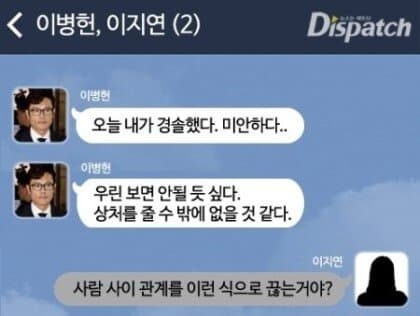 이병헌, 이지연 (2)
Dispatch
이병헌
오늘 내가 경솔했다. 미안하다..
이병헌
우린 보면 안될 듯 싶다.
상처를 줄 수 밖에 없을 것 같다.
이지연
사람 사이 관계를 이런 식으로 끊는거야?